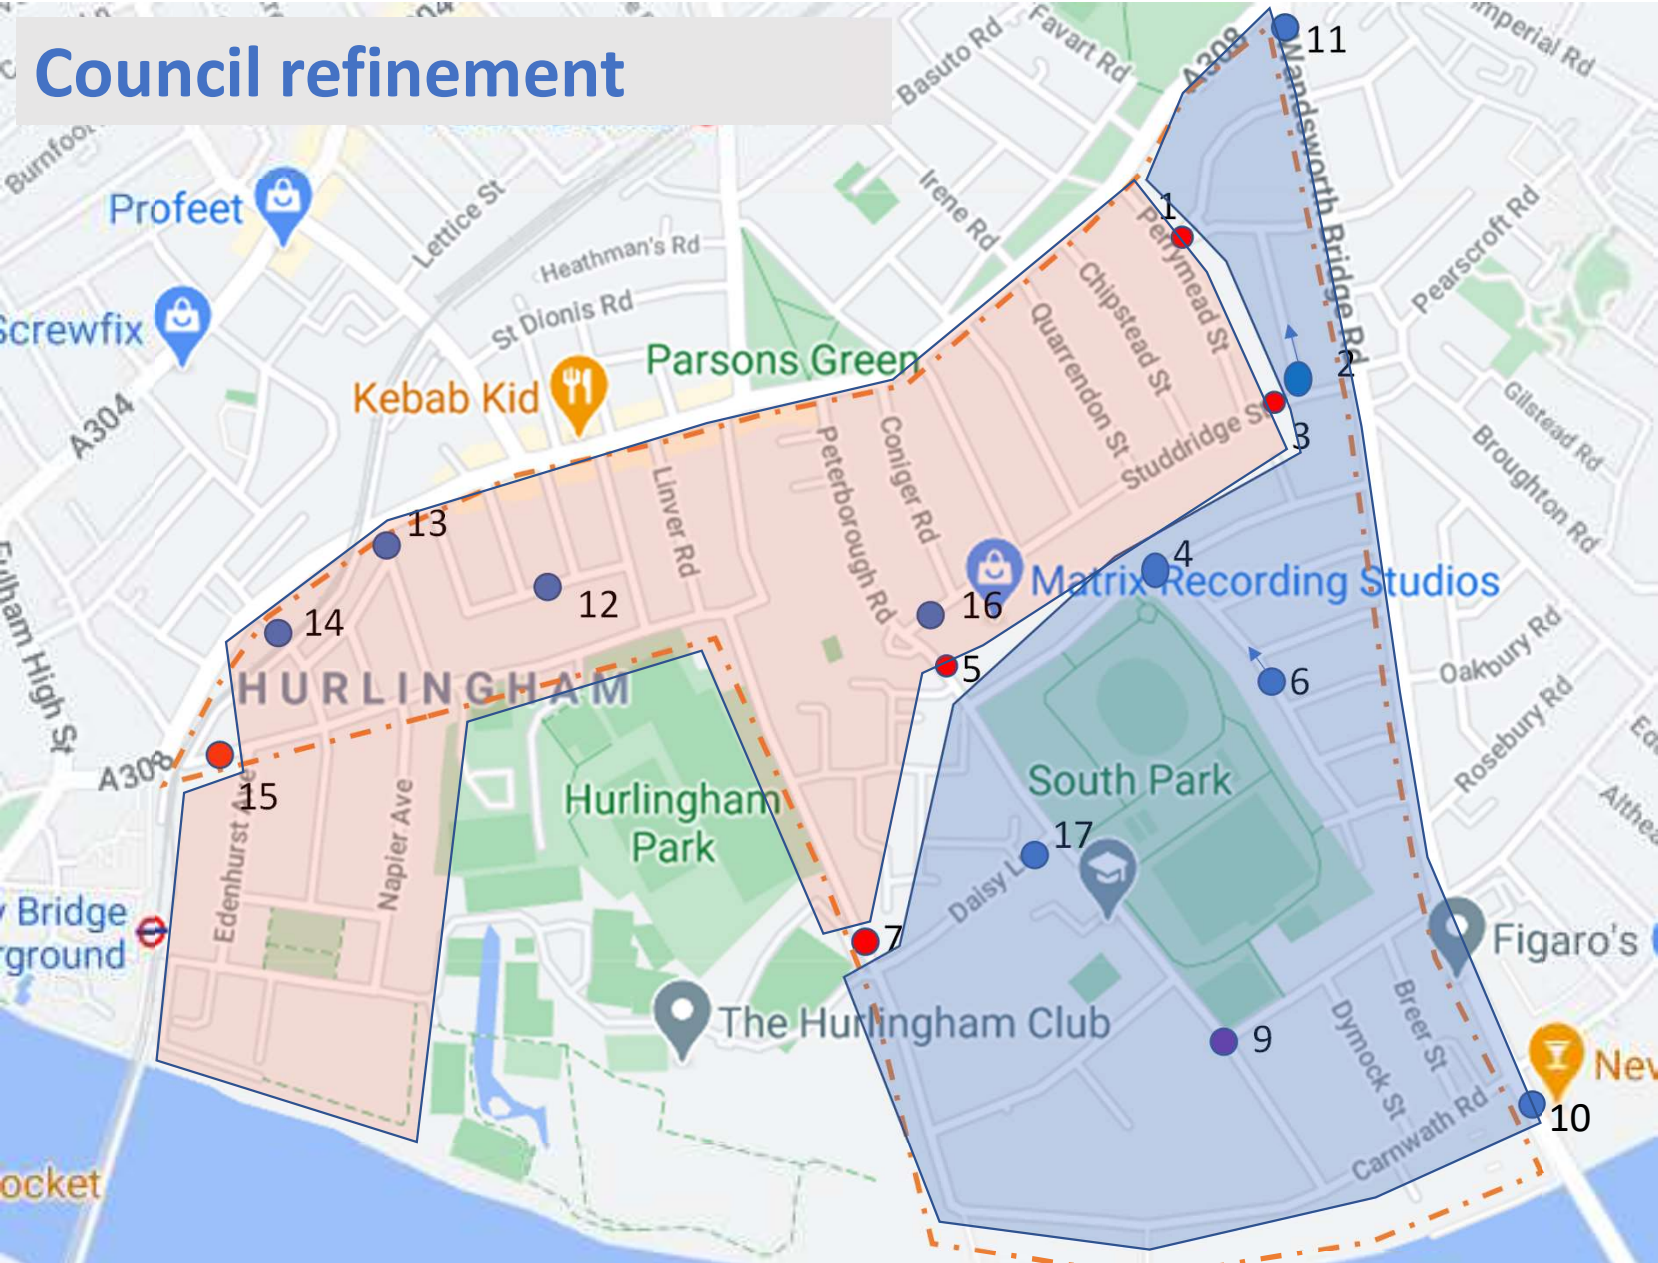 Council refinement
11
A308
Favart Rd
Imperial Rd
Basuto Rd
Wandsworth Bridge Rd
Profeet
Lettice St
Irene Rd
1
Perrymead St
Pearscroft Rd
Heathman's Rd
Chipstead St
St Dionis Rd
Quarrendon St
Screwfix
Parsons Green
2
Kebab Kid
A304
Gilstead Rd
Studdridge St
3
Peterborough Rd
Coniger Rd
Broughton Rd
Linver Rd
13
4
Matrix Recording Studios
12
16
14
Fulham High St
HURLINGHAM
5
6
Oakbury Rd
Rosebury Rd
A308
15
Edenhurst Ave
Napier Ave
Hurlingham
Park
South Park
17
Daisy Ln
7
Bridge
Figaro's
The Hurlingham Club
9
Breer St
Dymock St
Carnwath Rd
10